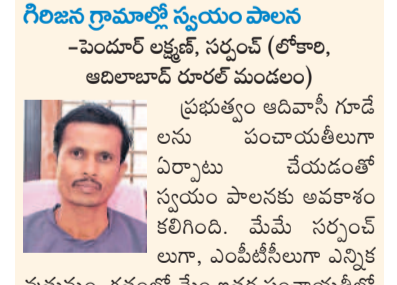 గిరిజన గ్రామాల్లో స్వయం పాలన
–పెందూర్ లక్ష్మణ్, సర్పంచ్ (లోకారి,
ఆదిలాబాద్ రూరల్ మండలం)
ప్రభుత్వం ఆదివాసీ గూడే
లను పంచాయతీలుగా
ఏర్పాటు చేయడంతో
స్వయం పాలనకు అవకాశం
కలిగింది. మేమే సర్పంచ్
లుగా, ఎంపీటీసీలుగా ఎన్నిక